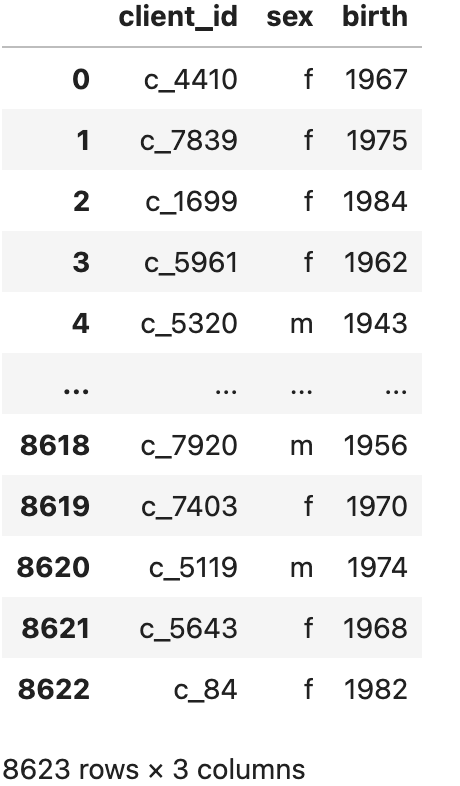 client_id sex birth
0 c_4410 f 1967
1 c_7839 f 1975
2 c_1699 f 1984
3 c_5961 f 1962
4 c_5320 m 1943
... ... ... ...
8618 c_7920 m 1956
8619 c_7403 f 1970
8620 c_5119 m 1974
8621 c_5643 f 1968
8622 c_84 f 1982
8623 rows × 3 columns